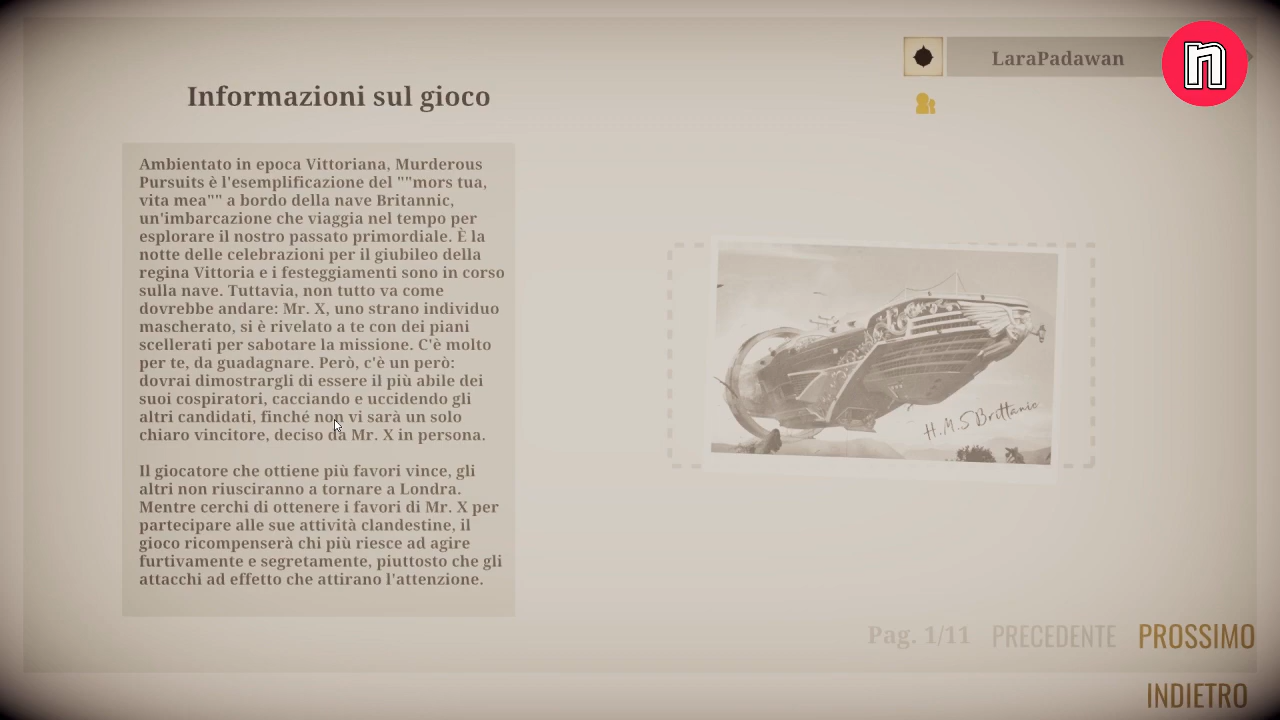 LaraPadawan
n
Informazioni sul gioco
Ambientato in epoca Vittoriana, Murderous
Pursuits è l'esemplificazione del ""mors tua,
vita mea"" a bordo della nave Britannic,
un'imbarcazione che viaggia nel tempo per
esplorare il nostro passato primordiale. È la
notte delle celebrazioni per il giubileo della
regina Vittoria e i festeggiamenti sono in corso
sulla nave. Tuttavia, non tutto va come
dovrebbe andare: Mr. X, uno strano individuo
mascherato, si è rivelato a te con dei piani
scellerati per sabotare la missione. C'è molto
per te, da guadagnare. Però, c'è un però:
dovrai dimostrargli di essere il più abile dei
suoi cospiratori, cacciando e uccidendo gli
altri candidati, finché non vi sarà un solo
chiaro vincitore, deciso da Mr. X in persona.
Il giocatore che ottiene più favori vince, gli
altri non riusciranno a tornare a Londra.
Mentre cerchi di ottenere i favori di Mr. X per
partecipare alle sue attività clandestine, il
gioco ricompenserà chi più riesce ad agire
furtivamente e segretamente, piuttosto che gli
attacchi ad effetto che attirano l'attenzione.
H.M.S Brittanic
Pag. 1/11 PRECEDENTE PROSSIMO
INDIETRO